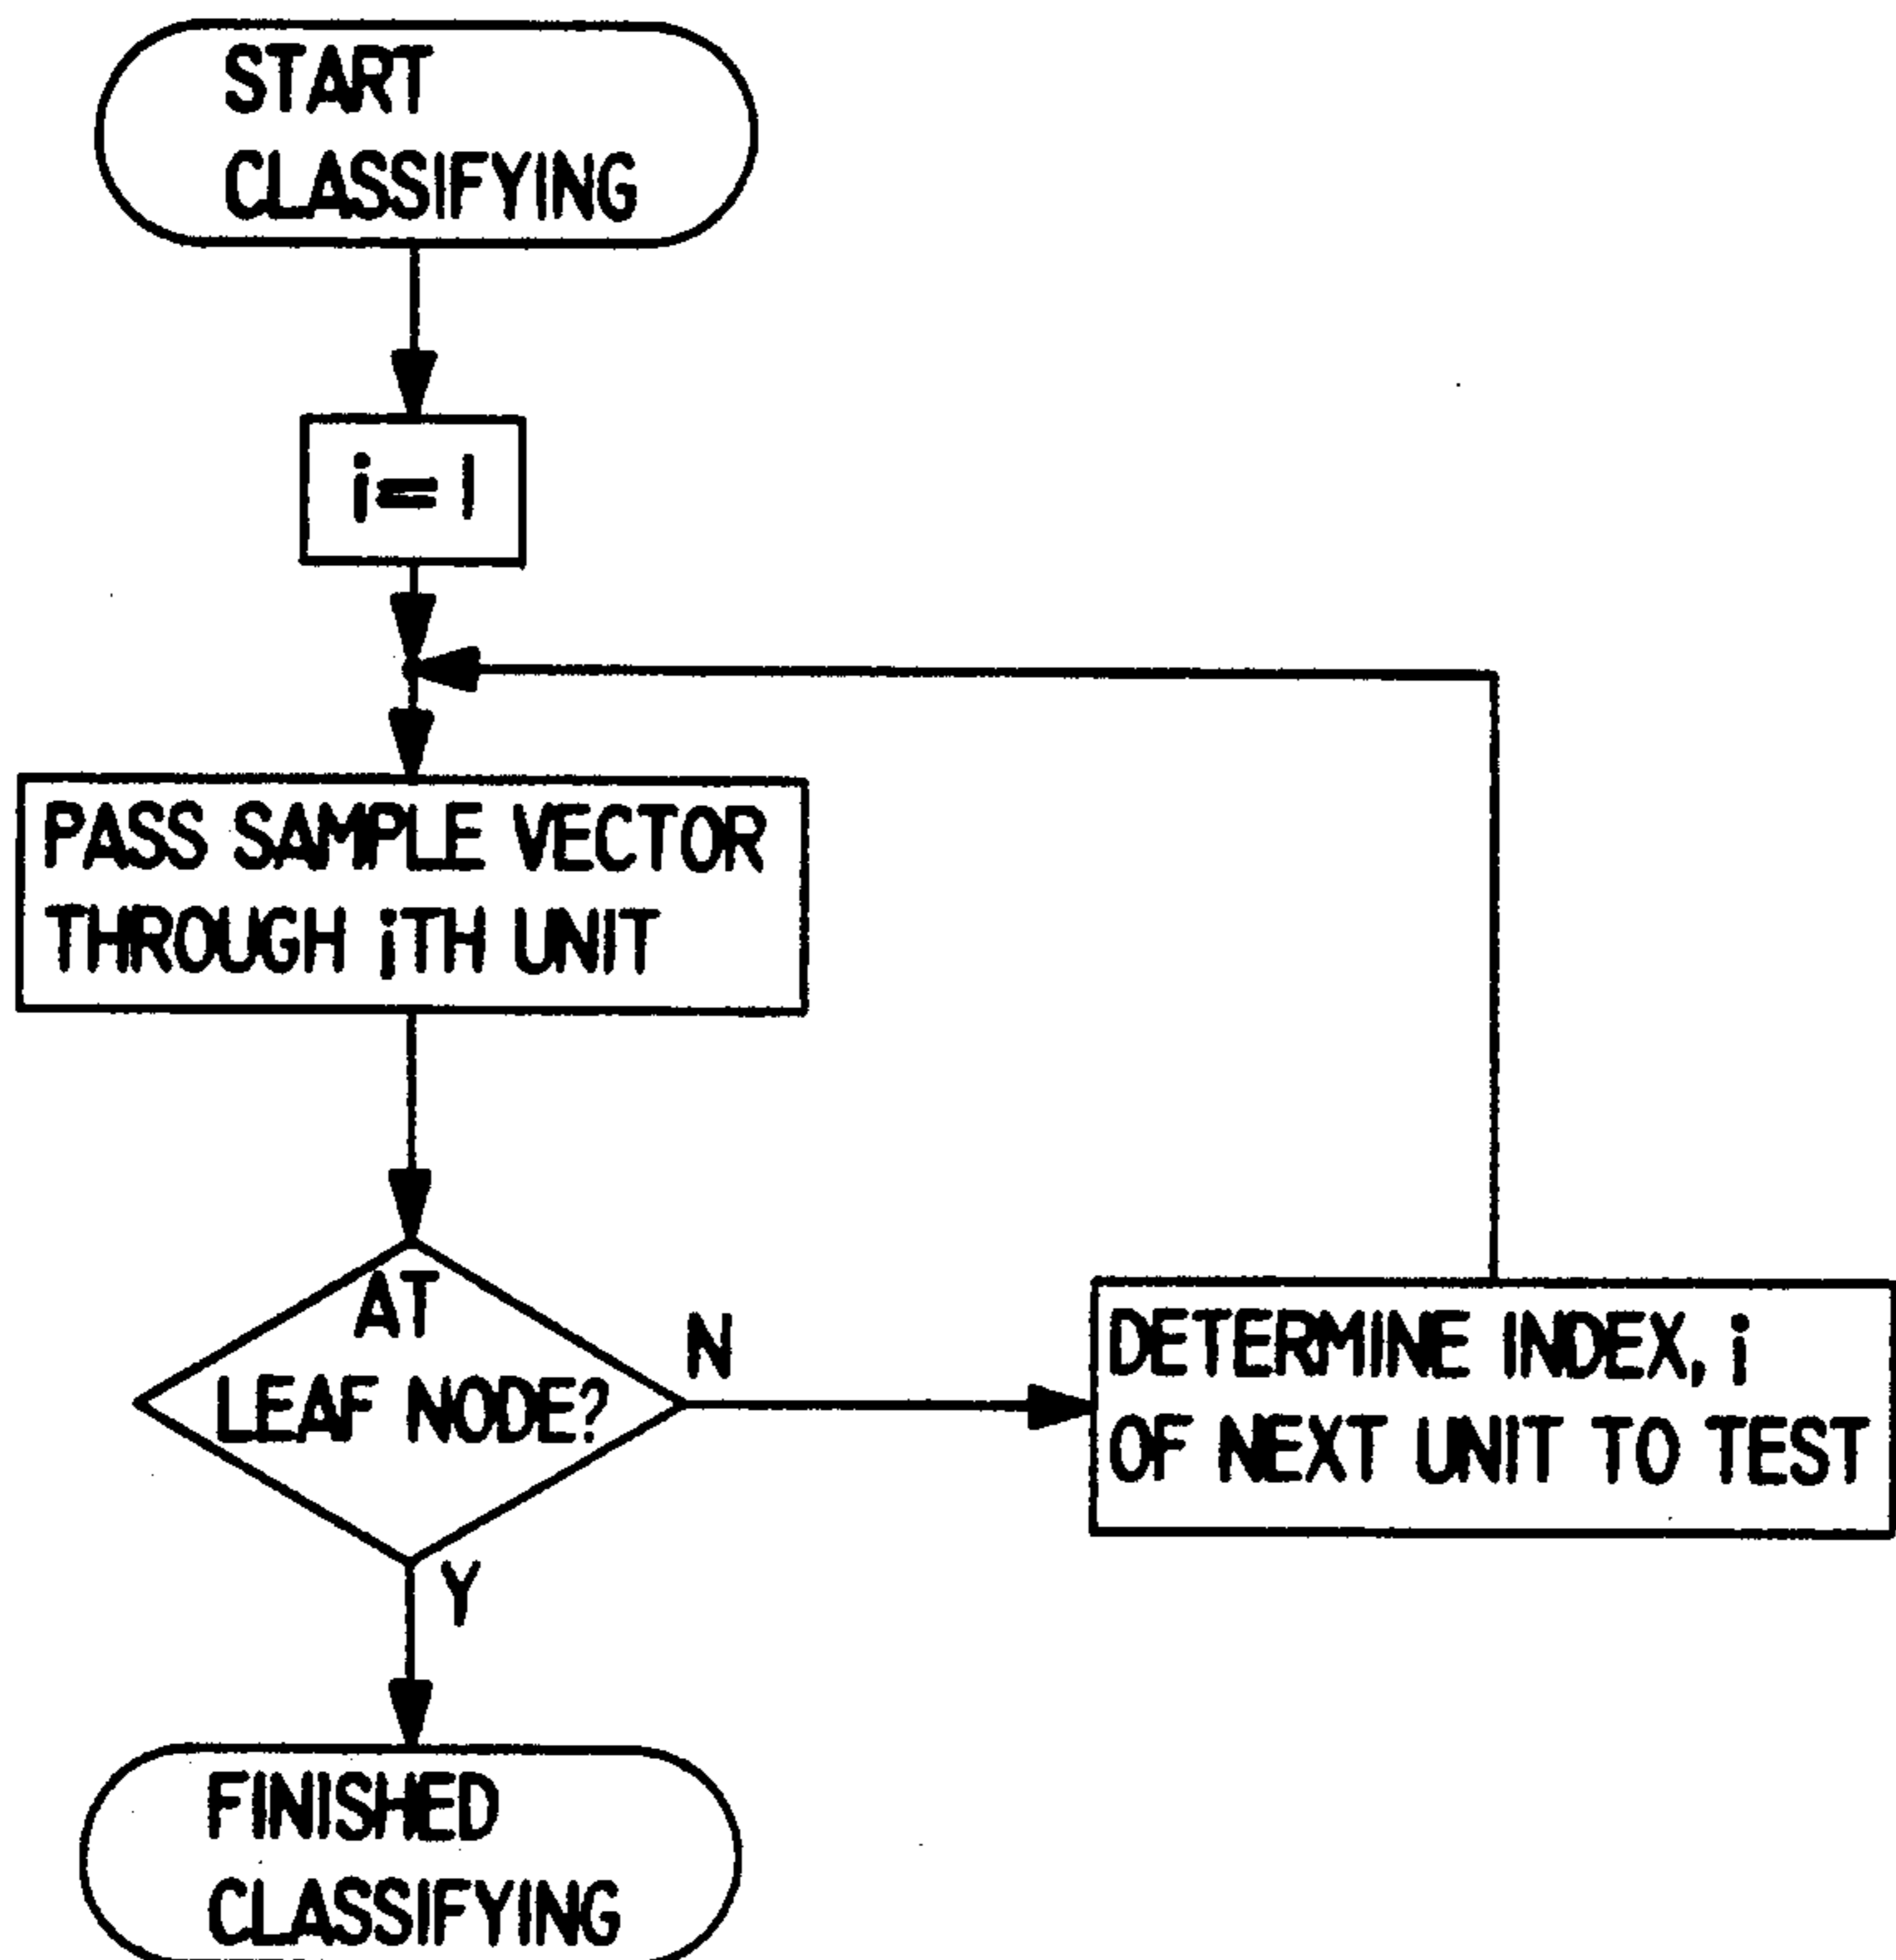 START
CLASSIFYING
i=1
PASS SAMPLE VECTOR
THROUGH iTH UNIT
AT
LEAF NODE?
N
DETERMINE INDEX, i
OF NEXT UNIT TO TEST
Y
FINISHED
CLASSIFYING